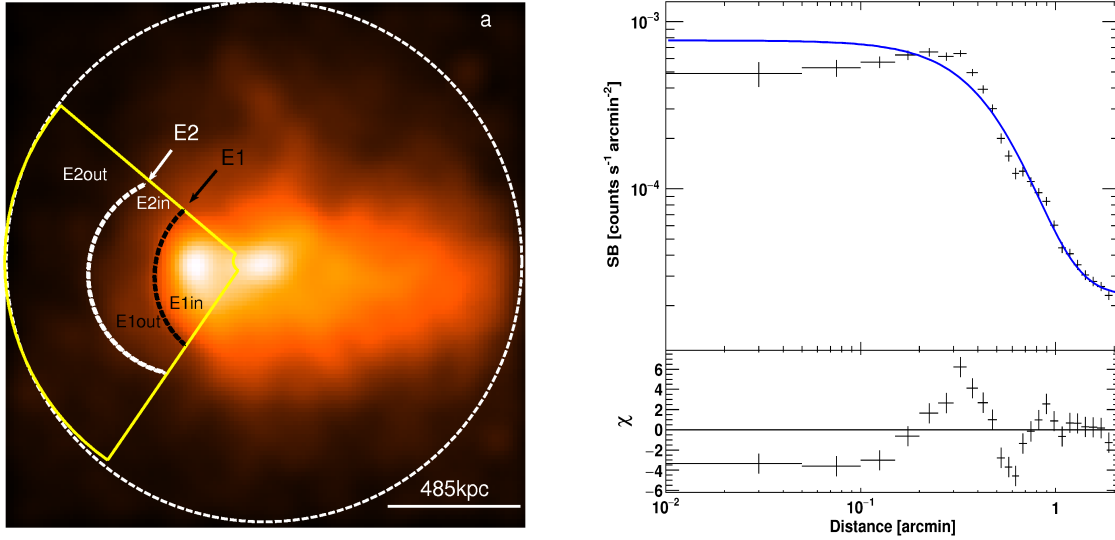 a
E2
E1
E2out
E2in
E1in
E1out
485kpc
SB [counts s⁻¹ arcmin⁻²]
10⁻³
10⁻⁴
χ
6
4
2
0
−2
−4
−6
10⁻²
10⁻¹
1
Distance [arcmin]